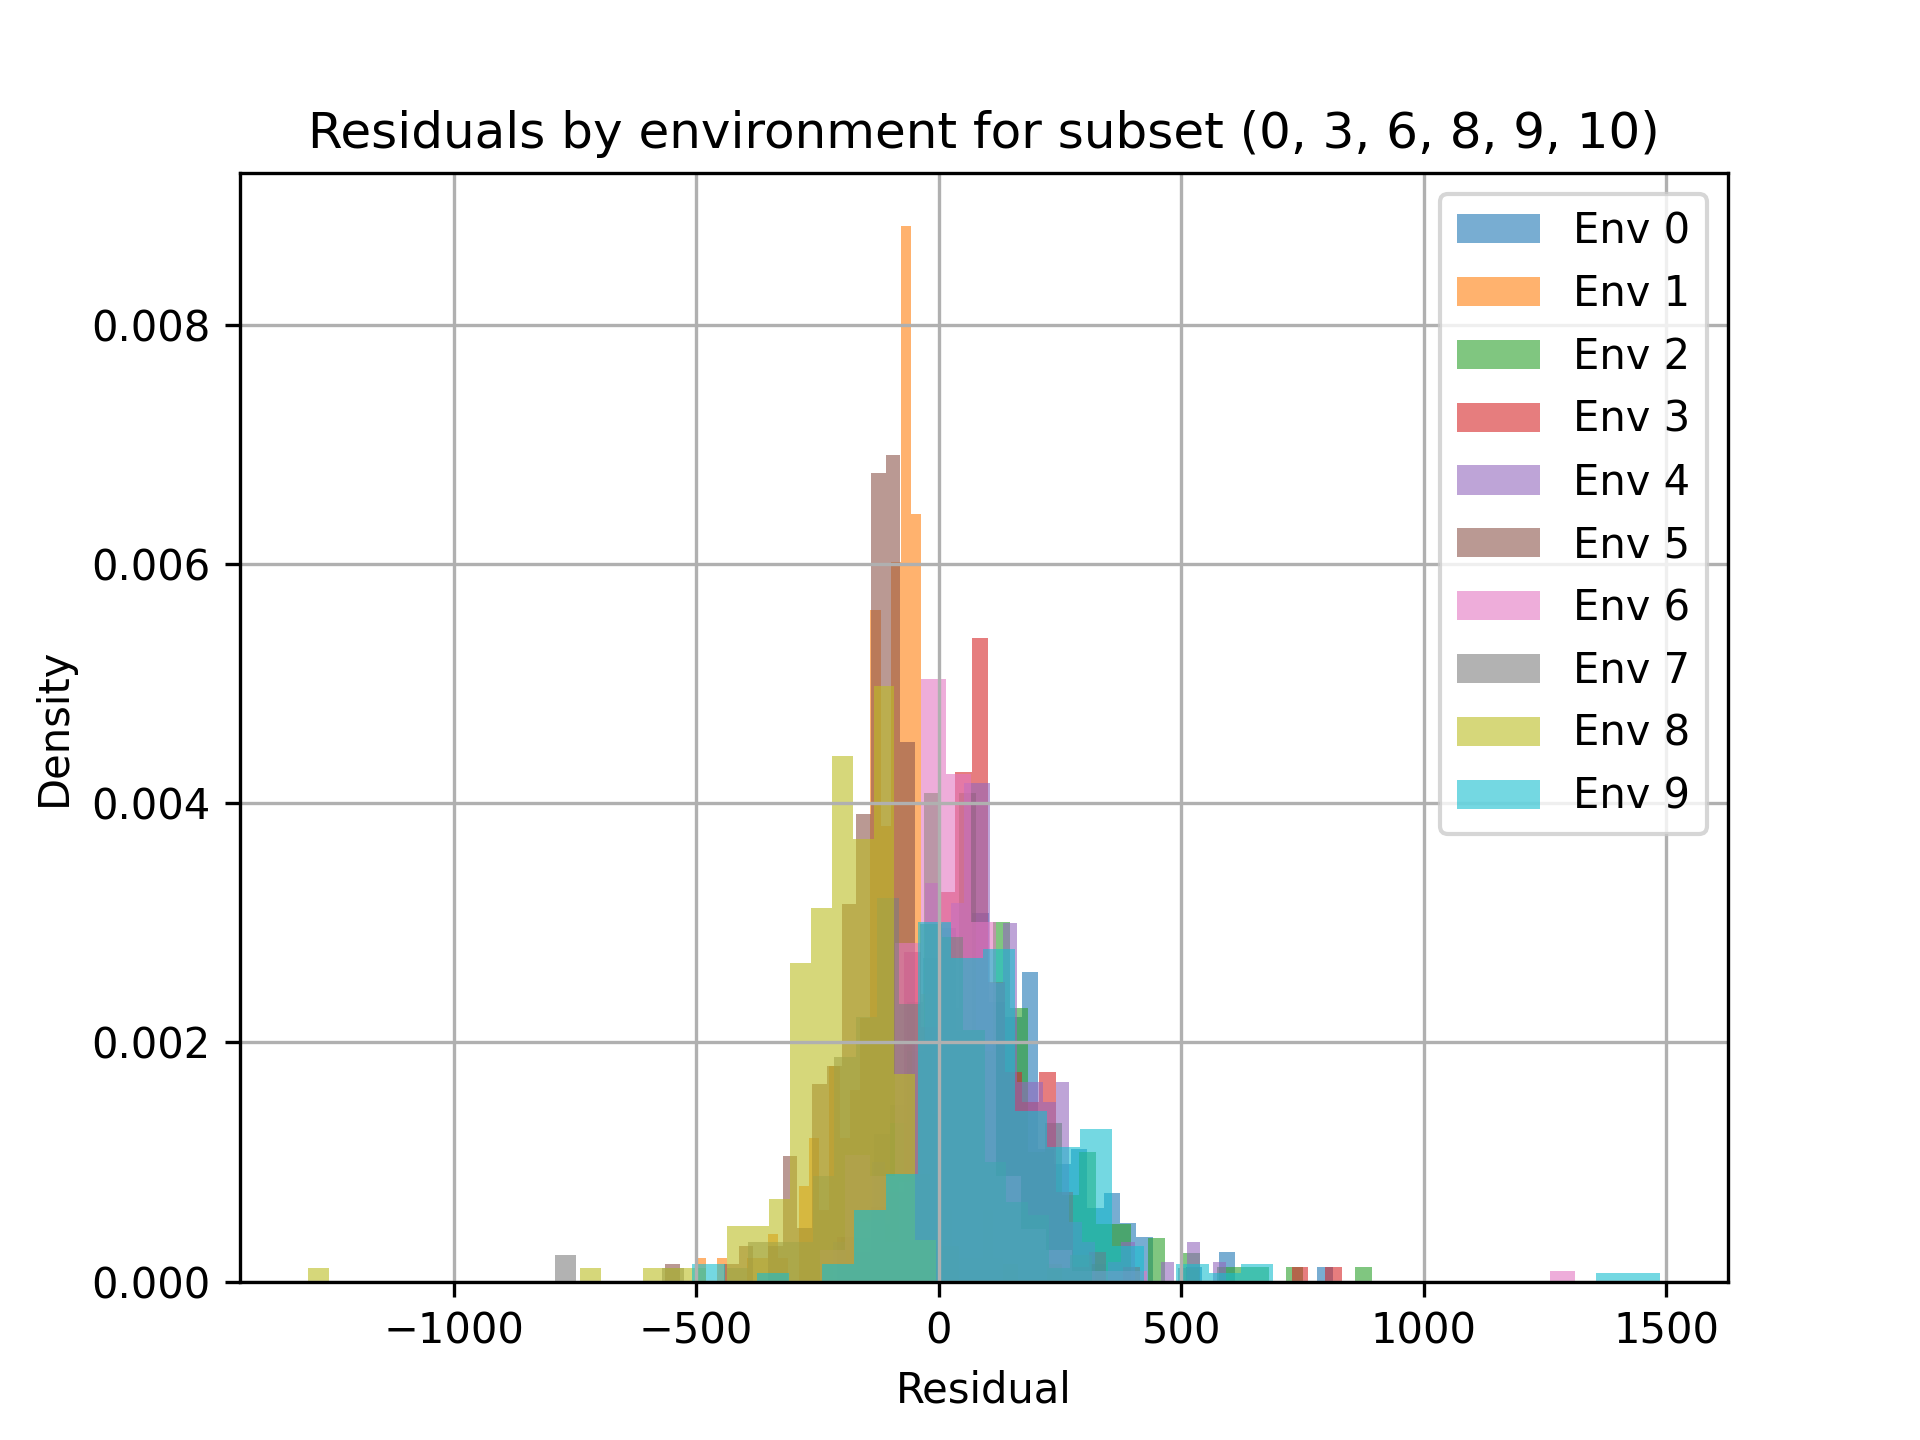 Residuals by environment for subset (0, 3, 6, 8, 9, 10)
Env 0
Env 1
Env 2
Env 3
Env 4
Env 5
Env 6
Env 7
Env 8
Env 9
0.008
0.006
0.004
0.002
0.000
Density
−1000 −500 0 500 1000 1500
Residual